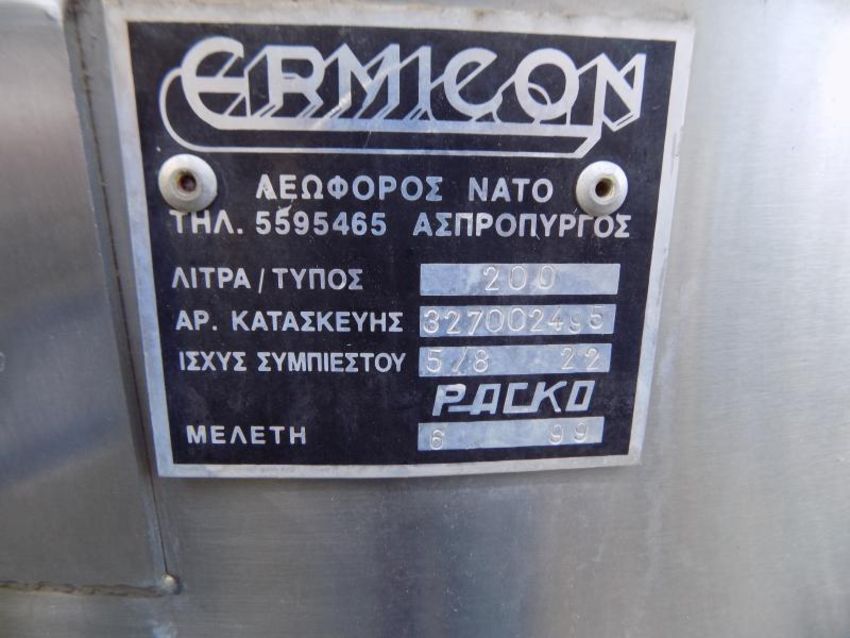 ERMICON
ΛΕΩΦΟΡΟΣ ΝΑΤΟ
ΤΗΛ. 5595465 ΑΣΠΡΟΠΥΡΓΟΣ
ΛΙΤΡΑ/ΤΥΠΟΣ 200
ΑΡ. ΚΑΤΑΣΚΕΥΗΣ 327002495
ΙΣΧΥΣ ΣΥΜΠΙΕΣΤΟΥ 5/8 22
PACKO
ΜΕΛΕΤΗ 6 99